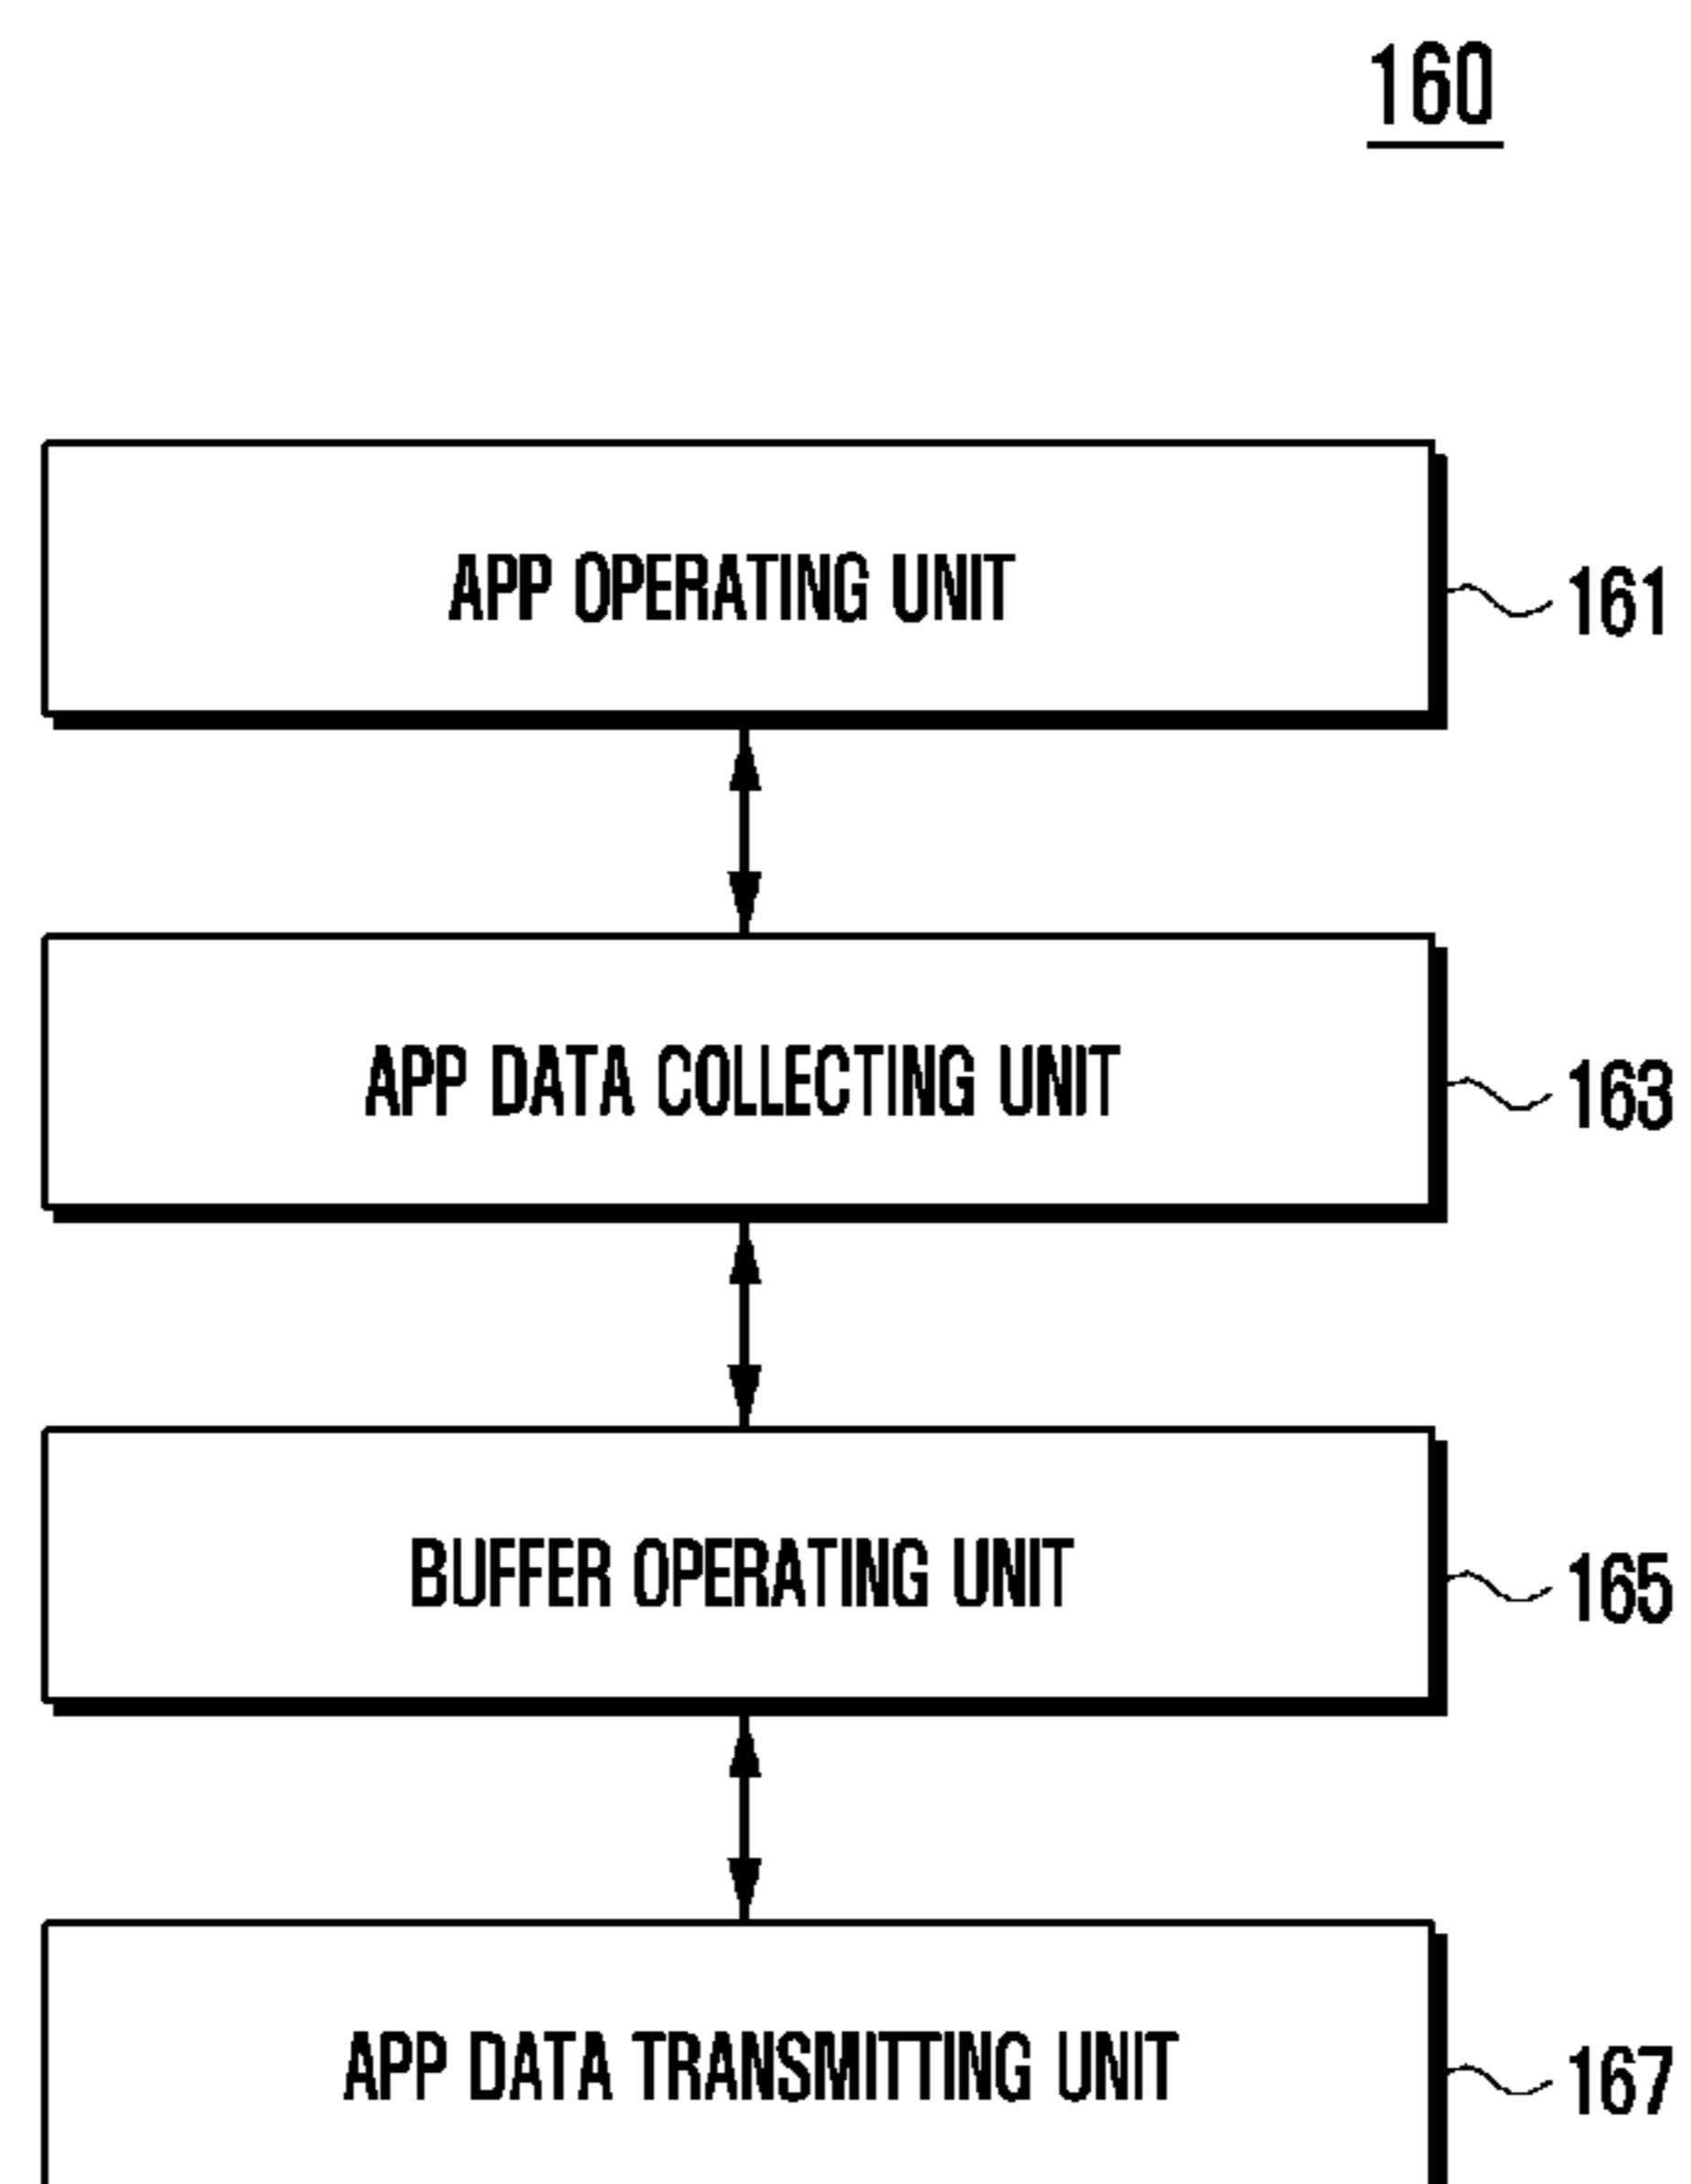 160
APP OPERATING UNIT
161
APP DATA COLLECTING UNIT
163
BUFFER OPERATING UNIT
165
APP DATA TRANSMITTING UNIT
167